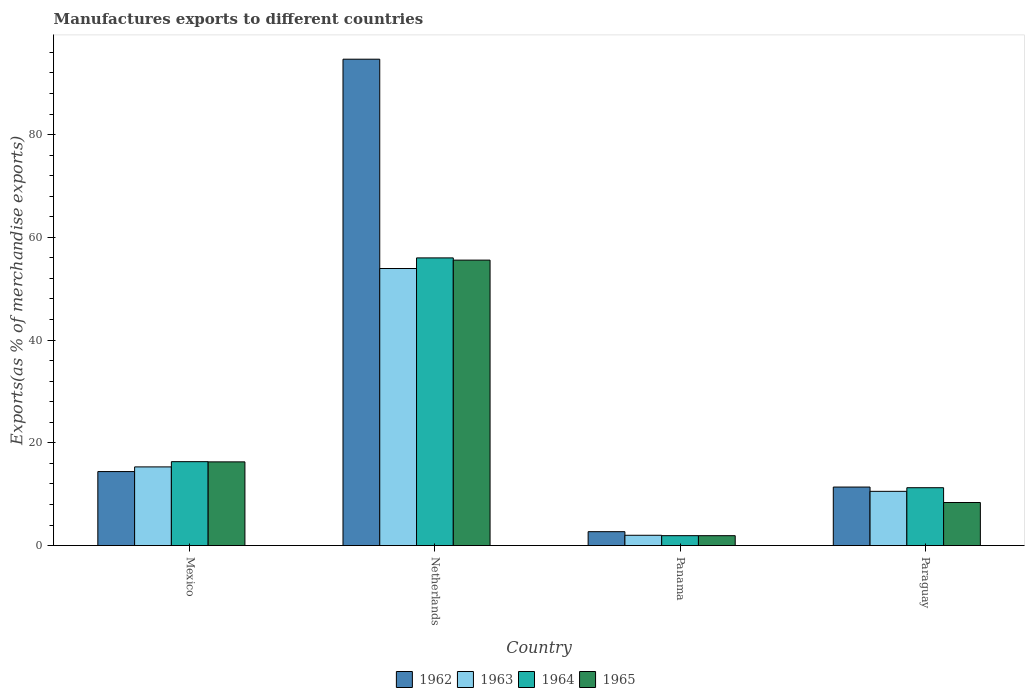 Manufactures exports to different countries
Exports(as % of merchandise exports)
80
60
40
20
0
Mexico
Netherlands
Panama
Paraguay
Country
1962
1963
1964
1965